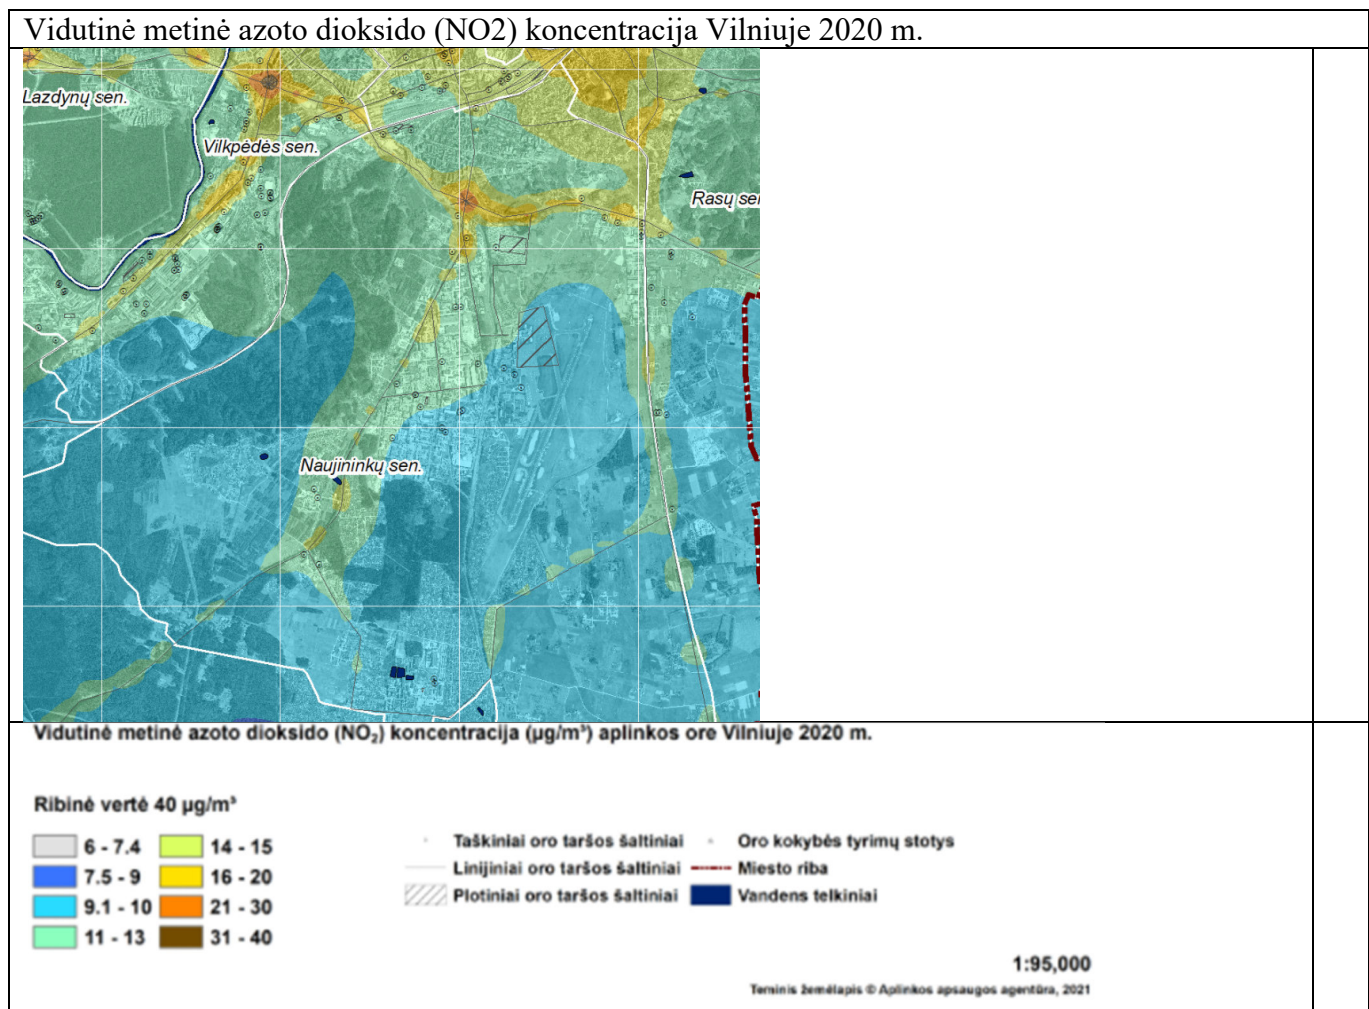 Vidutinė metinė azoto dioksido (NO2) koncentracija Vilniuje 2020 m.
Lazdynų sen.
Vilkpėdės sen.
Rasų se
Naujininkų sen.
Vidutinė metinė azoto dioksido (NO₂) koncentracija (µg/m³) aplinkos ore Vilniuje 2020 m.
Ribinė vertė 40 µg/m³
6 - 7.4
14 - 15
7.5 - 9
16 - 20
9.1 - 10
21 - 30
11 - 13
31 - 40
Taškiniai oro taršos šaltiniai
Oro kokybės tyrimų stotys
Linijiniai oro taršos šaltiniai
Miesto riba
Plotiniai oro taršos šaltiniai
Vandens telkiniai
1:95,000
Teminis žemėlapis © Aplinkos apsaugos agentūra, 2021